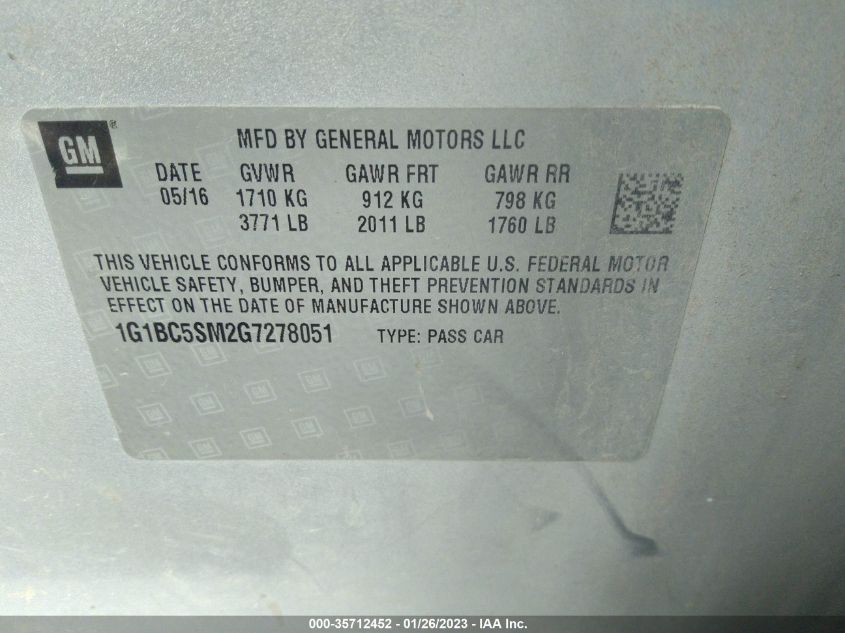 GM ®
MFD BY GENERAL MOTORS LLC
DATE GVWR GAWR FRT GAWR RR
05/16 1710 KG 912 KG 798 KG
3771 LB 2011 LB 1760 LB
THIS VEHICLE CONFORMS TO ALL APPLICABLE U.S. FEDERAL MOTOR
VEHICLE SAFETY, BUMPER, AND THEFT PREVENTION STANDARDS IN
EFFECT ON THE DATE OF MANUFACTURE SHOWN ABOVE.
1G1BC5SM2G7278051 TYPE: PASS CAR
000-35712452 - 01/26/2023 - IAA Inc.